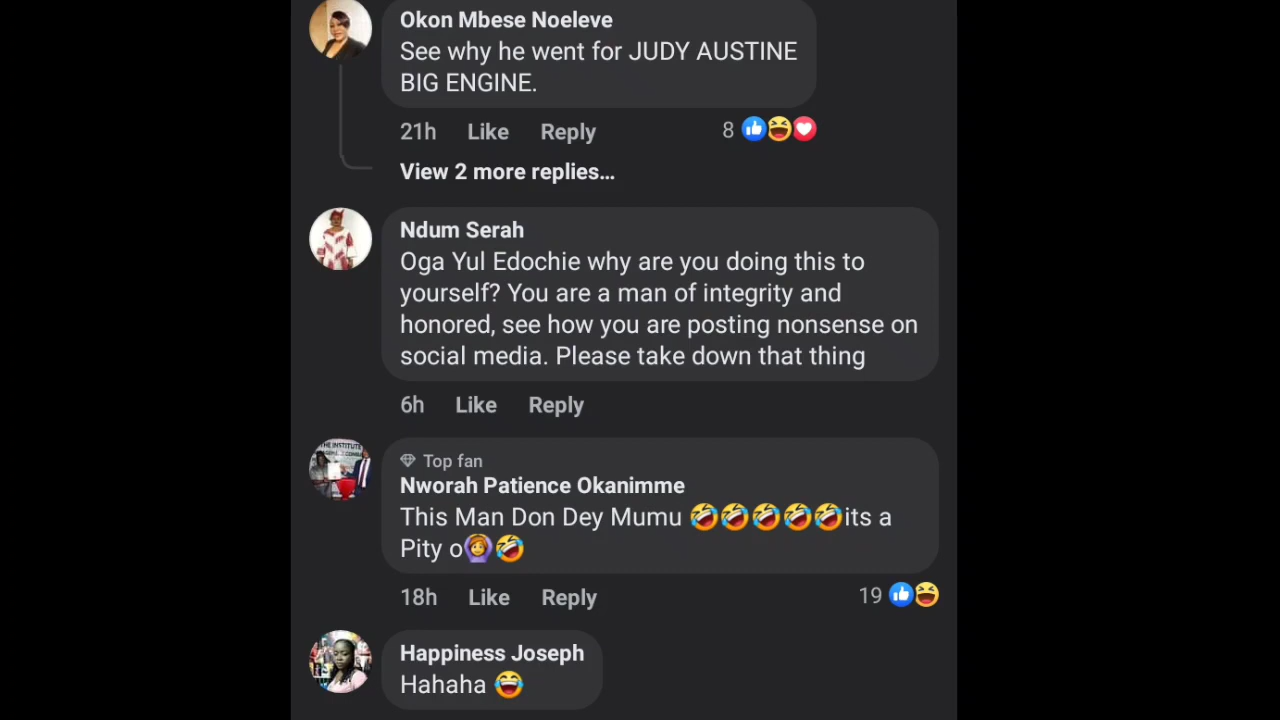 Okon Mbese Noeleve
See why he went for JUDY AUSTINE
BIG ENGINE.
21h Like Reply 8
View 2 more replies...
Ndum Serah
Oga Yul Edochie why are you doing this to
yourself? You are a man of integrity and
honored, see how you are posting nonsense on
social media. Please take down that thing
6h Like Reply
Top fan
Nworah Patience Okanimme
This Man Don Dey Mumu 🤣🤣🤣🤣🤣its a
Pity o🙆🤣
18h Like Reply 19
Happiness Joseph
Hahaha 😂